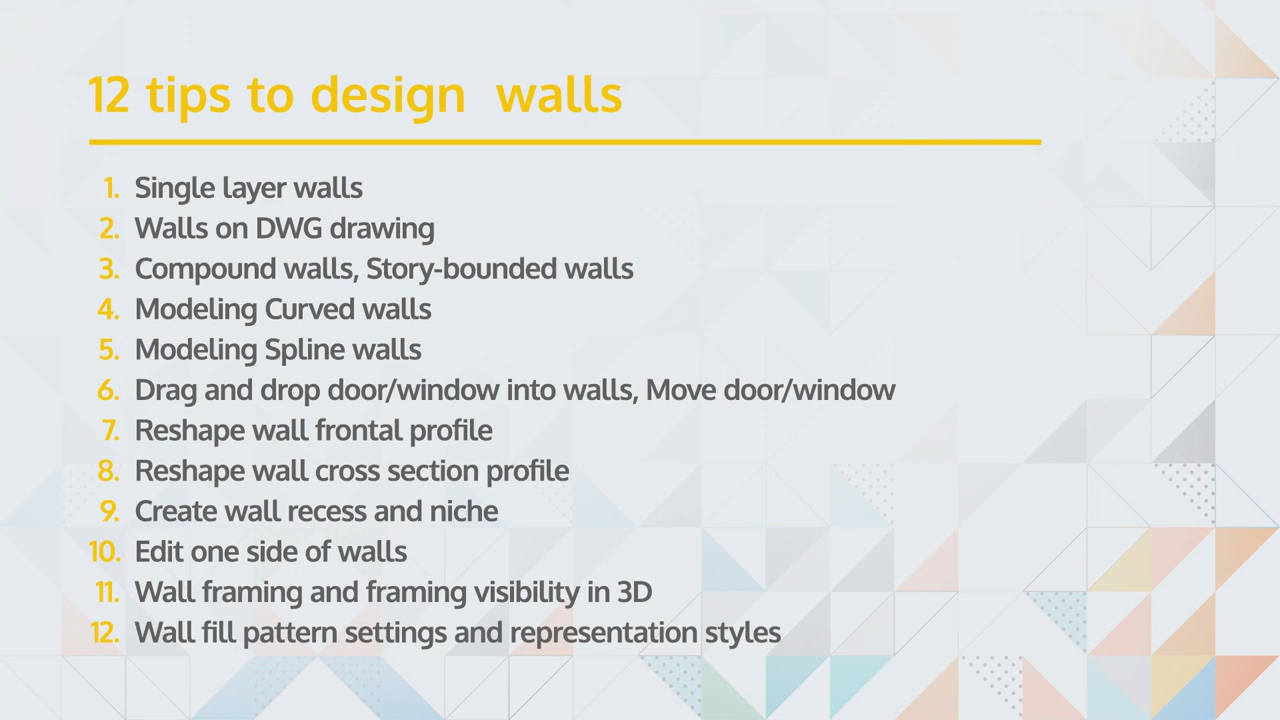 12 tips to design  walls
1. Single layer walls
2. Walls on DWG drawing
3. Compound walls, Story-bounded walls
4. Modeling Curved walls
5. Modeling Spline walls
6. Drag and drop door/window into walls, Move door/window
7. Reshape wall frontal profile
8. Reshape wall cross section profile
9. Create wall recess and niche
10. Edit one side of walls
11. Wall framing and framing visibility in 3D
12. Wall fill pattern settings and representation styles